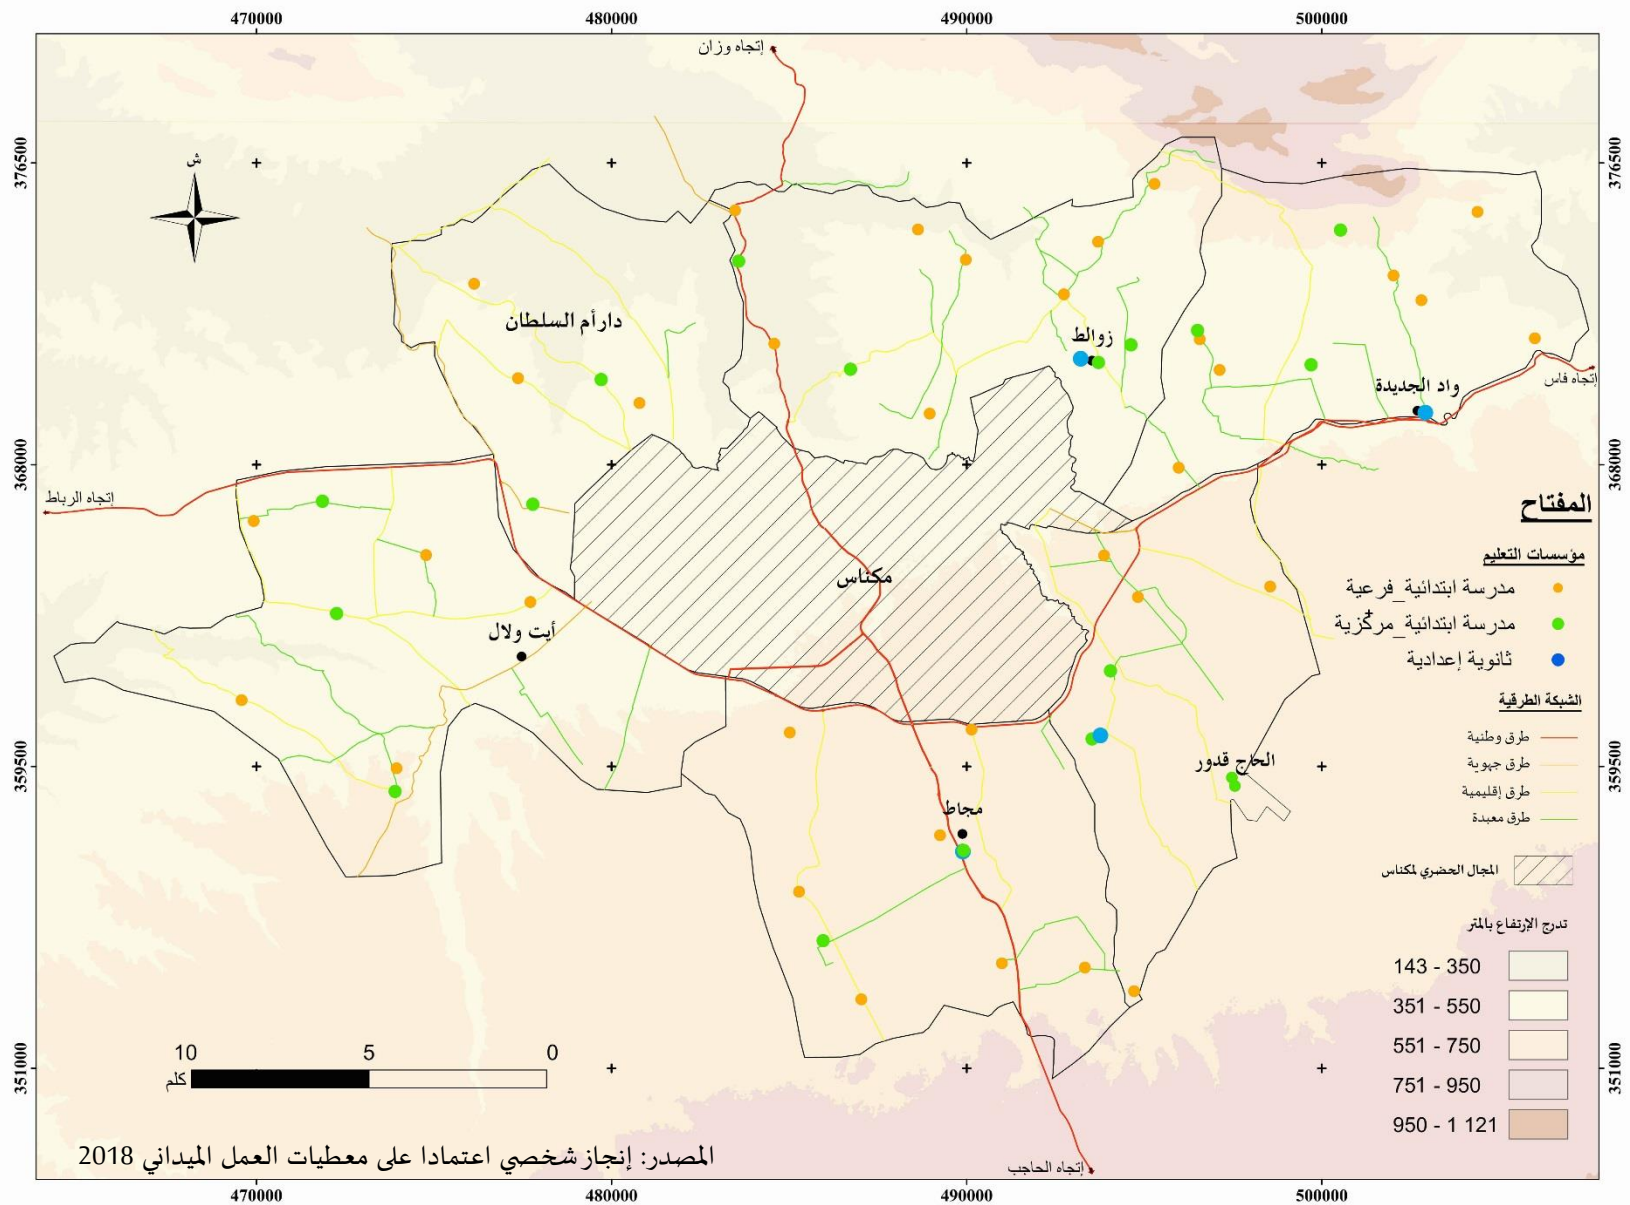 470000
480000
490000
500000
إتجاه وزان
376500
376500
ش
دارأم السلطان
زوالط
واد الجديدة
إتجاه فاس
368000
368000
إتجاه الرباط
المفتاح
مؤسسات التعليم
مدرسة ابتدائية_فرعية
مدرسة ابتدائية_مركزية
ثانوية إعدادية
مكناس
أيت ولال
الشبكة الطرقية
طرق وطنية
طرق جهوية
طرق إقليمية
طرق معبدة
الحاج قدور
359500
359500
مجاط
المجال الحضري لمكناس
تدرج الإرتفاع بالمتر
143 - 350
351 - 550
551 - 750
751 - 950
950 - 1 121
10 5 0
كلم
351000
351000
المصدر: إنجاز شخصي اعتمادا على معطيات العمل الميداني 2018
إتجاه الحاجب
470000
480000
490000
500000